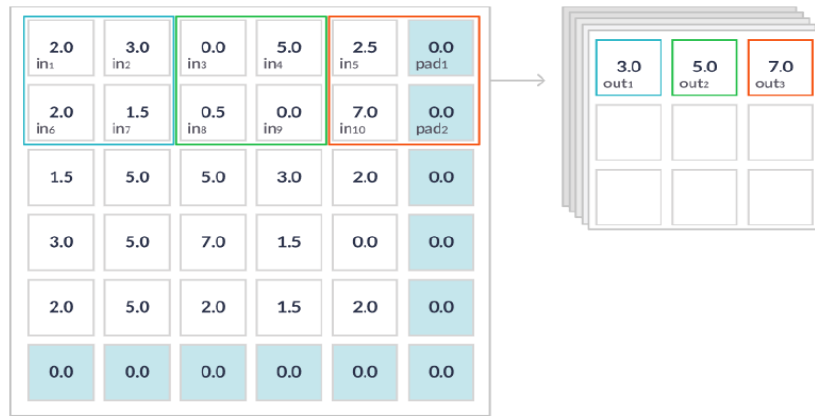 2.0 3.0 0.0 5.0 2.5 0.0
in₁ in₂ in₃ in₄ in₅ pad₁
2.0 1.5 0.5 0.0 7.0 0.0
in₆ in₇ in₈ in₉ in₁₀ pad₂
1.5 5.0 5.0 3.0 2.0 0.0
3.0 5.0 7.0 1.5 0.0 0.0
2.0 5.0 2.0 1.5 2.0 0.0
0.0 0.0 0.0 0.0 0.0 0.0
3.0 5.0 7.0
out₁ out₂ out₃